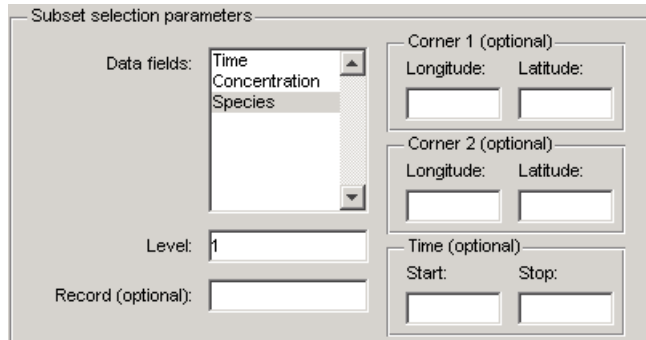 Subset selection parameters
Data fields:
Time
Concentration
Species
Level:
1
Record (optional):
Corner 1 (optional)
Longitude: Latitude:
Corner 2 (optional)
Longitude: Latitude:
Time (optional)
Start: Stop: